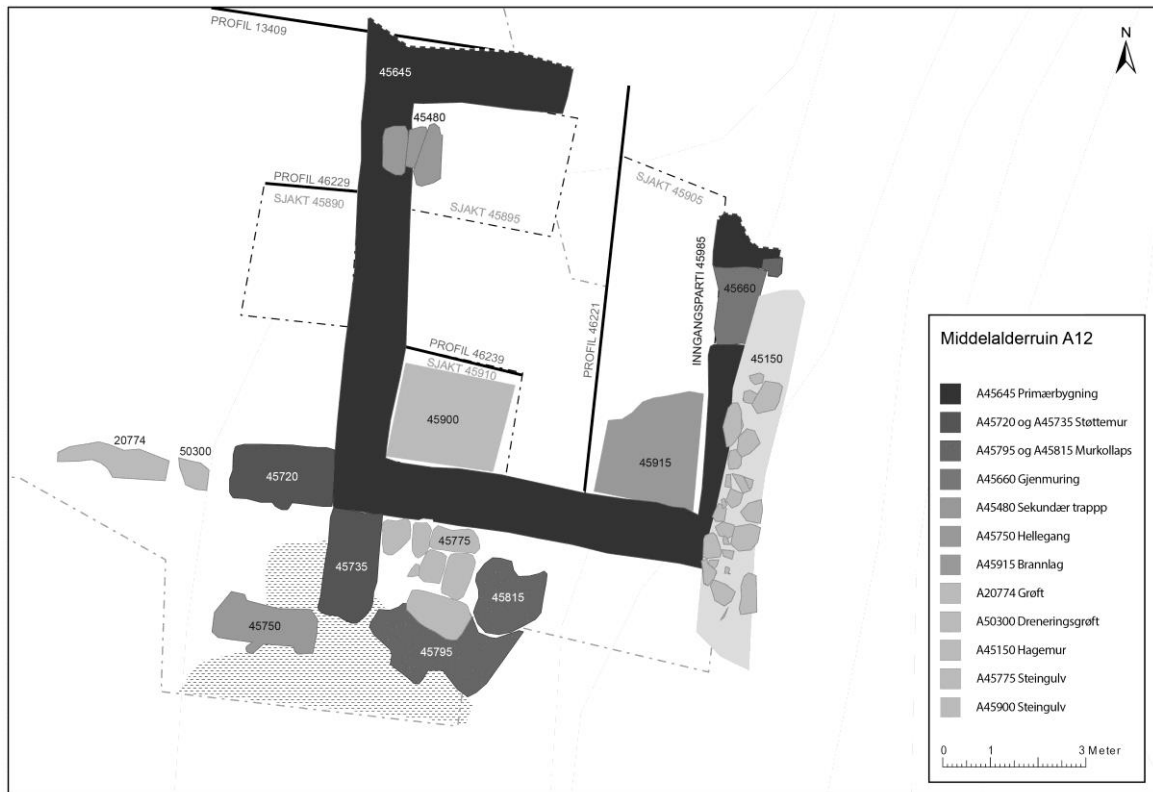 PROFIL 13409
N
45645
45480
PROFIL 46229
SJAKT 45890
SJAKT 45895
SJAKT 45905
INNGANGSPARTI 45985
45660
PROFIL 46221
PROFIL 46239
SJAKT 45910
45150
45900
45915
20774
50300
45720
45775
45735
45815
45750
45795
Middelalderruin A12
A45645 Primærbygning
A45720 og A45735 Støttemur
A45795 og A45815 Murkollaps
A45660 Gjenmuring
A45480 Sekundær trappp
A45750 Hellegang
A45915 Brannlag
A20774 Grøft
A50300 Dreneringsgrøft
A45150 Hagemur
A45775 Steingulv
A45900 Steingulv
0 1 3 Meter